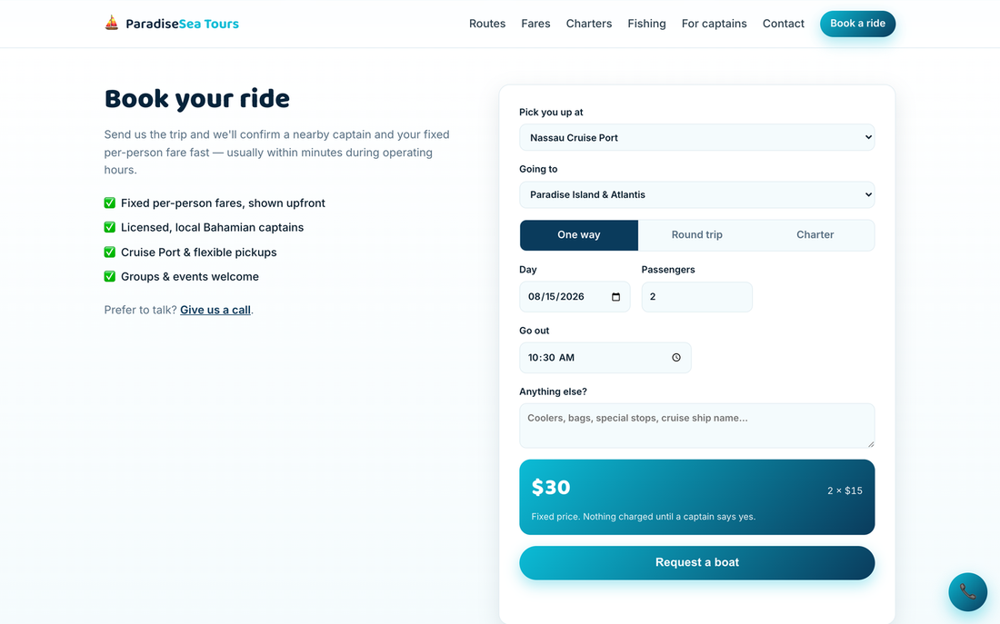 ParadiseSea Tours
Routes Fares Charters Fishing For captains Contact Book a ride
Book your ride
Send us the trip and we'll confirm a nearby captain and your fixed
per-person fare fast — usually within minutes during operating
hours.
✅ Fixed per-person fares, shown upfront
✅ Licensed, local Bahamian captains
✅ Cruise Port & flexible pickups
✅ Groups & events welcome
Prefer to talk? Give us a call.
Pick you up at
Nassau Cruise Port
Going to
Paradise Island & Atlantis
One way Round trip Charter
Day Passengers
08/15/2026 2
Go out
10:30 AM
Anything else?
Coolers, bags, special stops, cruise ship name...
$30 2 × $15
Fixed price. Nothing charged until a captain says yes.
Request a boat